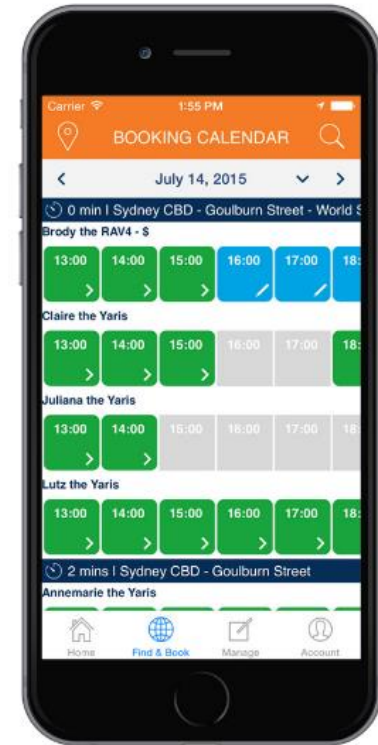 Carrier 1:55 PM
BOOKING CALENDAR
July 14, 2015
0 min | Sydney CBD - Goulburn Street - World S
Brody the RAV4 - $
13:00 14:00 15:00 16:00 17:00 18:
Claire the Yaris
13:00 14:00 15:00 16:00 17:00 18:
Juliana the Yaris
13:00 14:00 15:00 16:00 17:00 18:
Lutz the Yaris
13:00 14:00 15:00 16:00 17:00 18:
2 mins | Sydney CBD - Goulburn Street
Annemarie the Yaris
Home Find & Book Manage Account